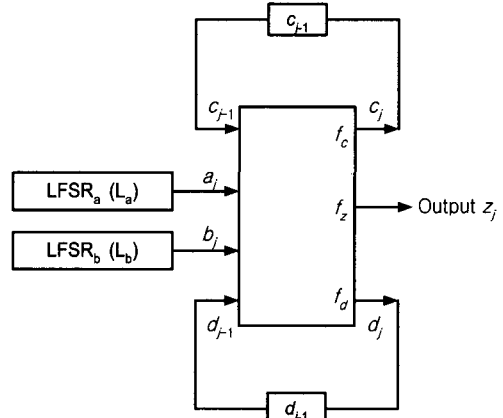 c_{j-1}
c_{j-1}
c_j
f_c
LFSR_a (L_a)
a_j
f_z
Output z_j
LFSR_b (L_b)
b_j
f_d
d_{j-1}
d_j
d_{j-1}